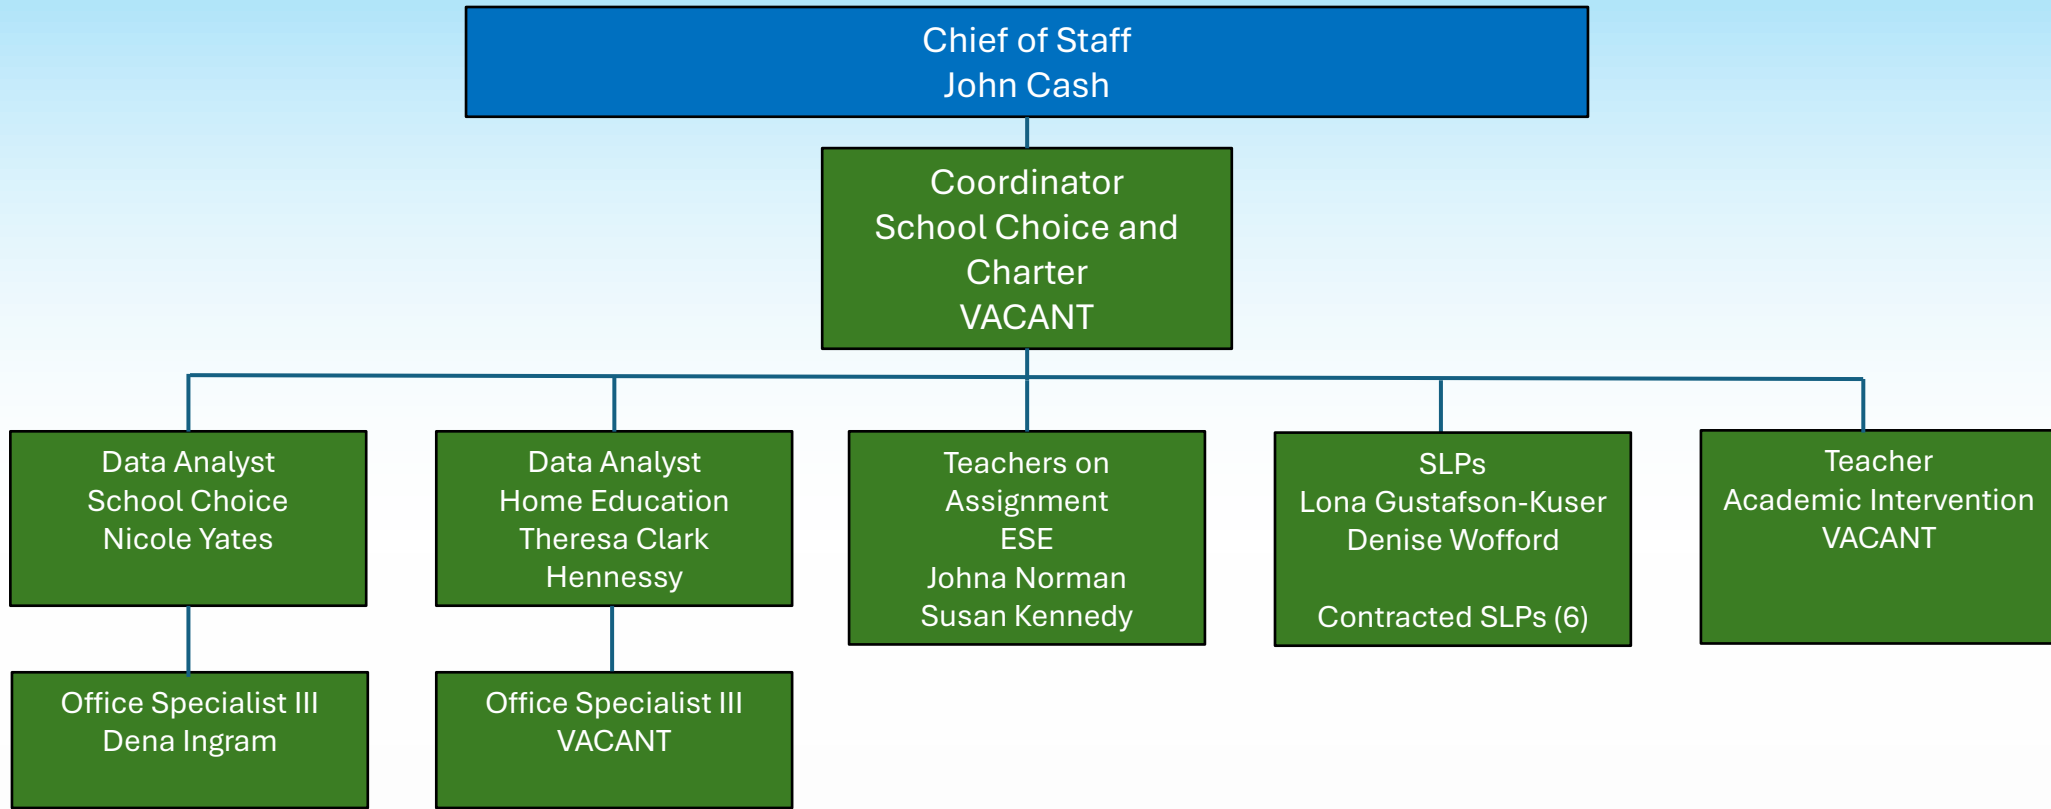 Chief of Staff
John Cash
Coordinator
School Choice and
Charter
VACANT
Data Analyst
School Choice
Nicole Yates
Data Analyst
Home Education
Theresa Clark
Hennessy
Teachers on
Assignment
ESE
Johna Norman
Susan Kennedy
SLPs
Lona Gustafson-Kuser
Denise Wofford
Contracted SLPs (6)
Teacher
Academic Intervention
VACANT
Office Specialist III
Dena Ingram
Office Specialist III
VACANT